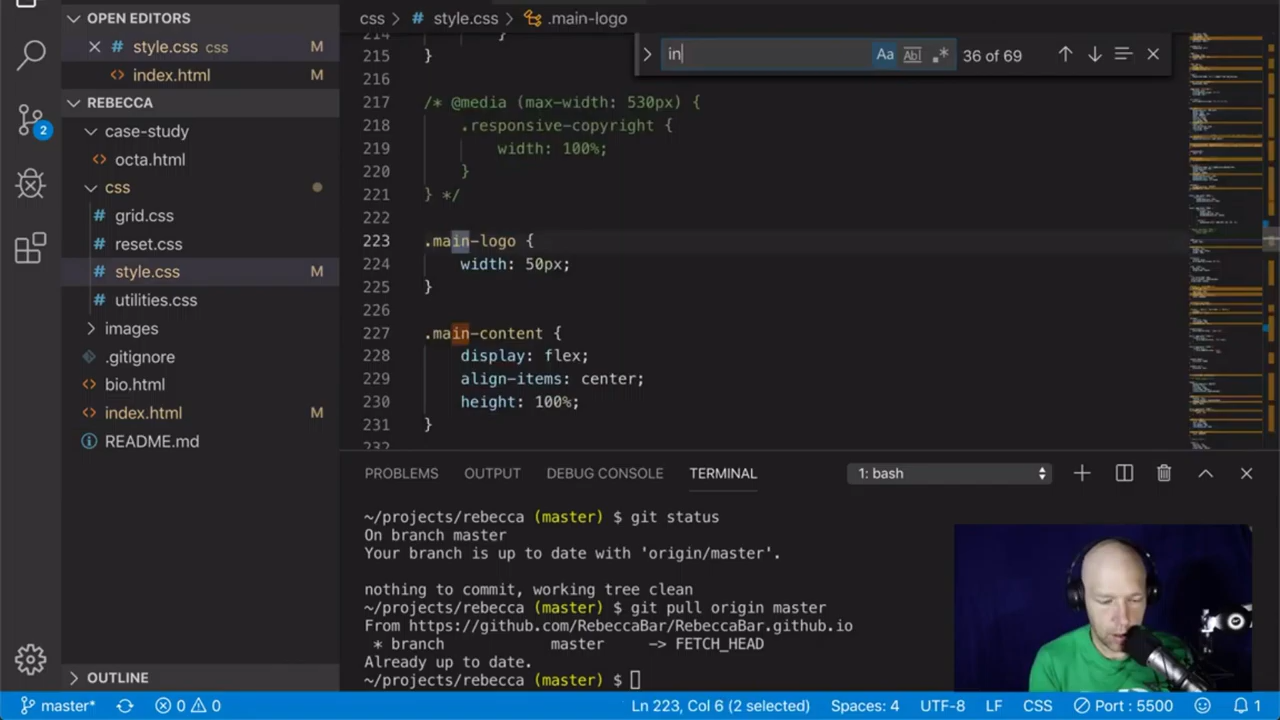 OPEN EDITORS
style.css css M
index.html M
REBECCA
case-study
octa.html
css
grid.css
reset.css
style.css M
utilities.css
images
.gitignore
bio.html
index.html M
README.md
OUTLINE
2
css > style.css > .main-logo
in
Aa Abl .* 36 of 69
214 }
215 }
216
217 /* @media (max-width: 530px) {
218 .responsive-copyright {
219 width: 100%;
220 }
221 } */
222
223 .main-logo {
224 width: 50px;
225 }
226
227 .main-content {
228 display: flex;
229 align-items: center;
230 height: 100%;
231 }
232
PROBLEMS OUTPUT DEBUG CONSOLE TERMINAL 1: bash
~/projects/rebecca (master) $ git status
On branch master
Your branch is up to date with 'origin/master'.
nothing to commit, working tree clean
~/projects/rebecca (master) $ git pull origin master
From https://github.com/RebeccaBar/RebeccaBar.github.io
* branch master -> FETCH_HEAD
Already up to date.
~/projects/rebecca (master) $
master* 0 0 Ln 223, Col 6 (2 selected) Spaces: 4 UTF-8 LF CSS Port : 5500 1